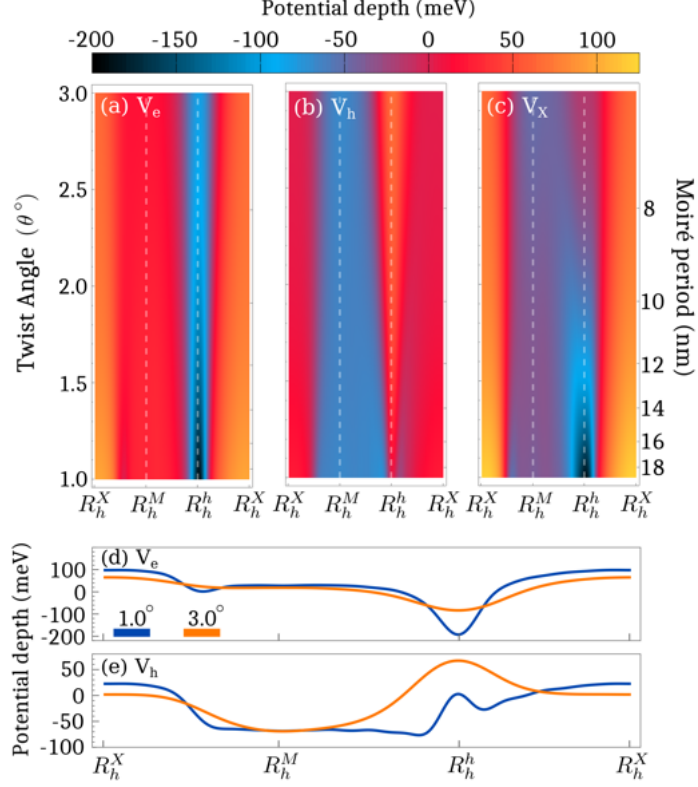 Potential depth (meV)
-200 -150 -100 -50 0 50 100
(a) Vₑ (b) Vₕ (c) Vₓ
3.0
2.5
2.0
1.5
1.0
Twist Angle (θ°)
8
10
12
14
16
18
Moiré period (nm)
R_h^X R_h^M R_h^h R_h^X R_h^X R_h^M R_h^h R_h^X R_h^X R_h^M R_h^h R_h^X
Potential depth (meV)
(d) Vₑ
100
0
-100
-200
1.0° 3.0°
(e) Vₕ
50
0
-50
-100
R_h^X R_h^M R_h^h R_h^X